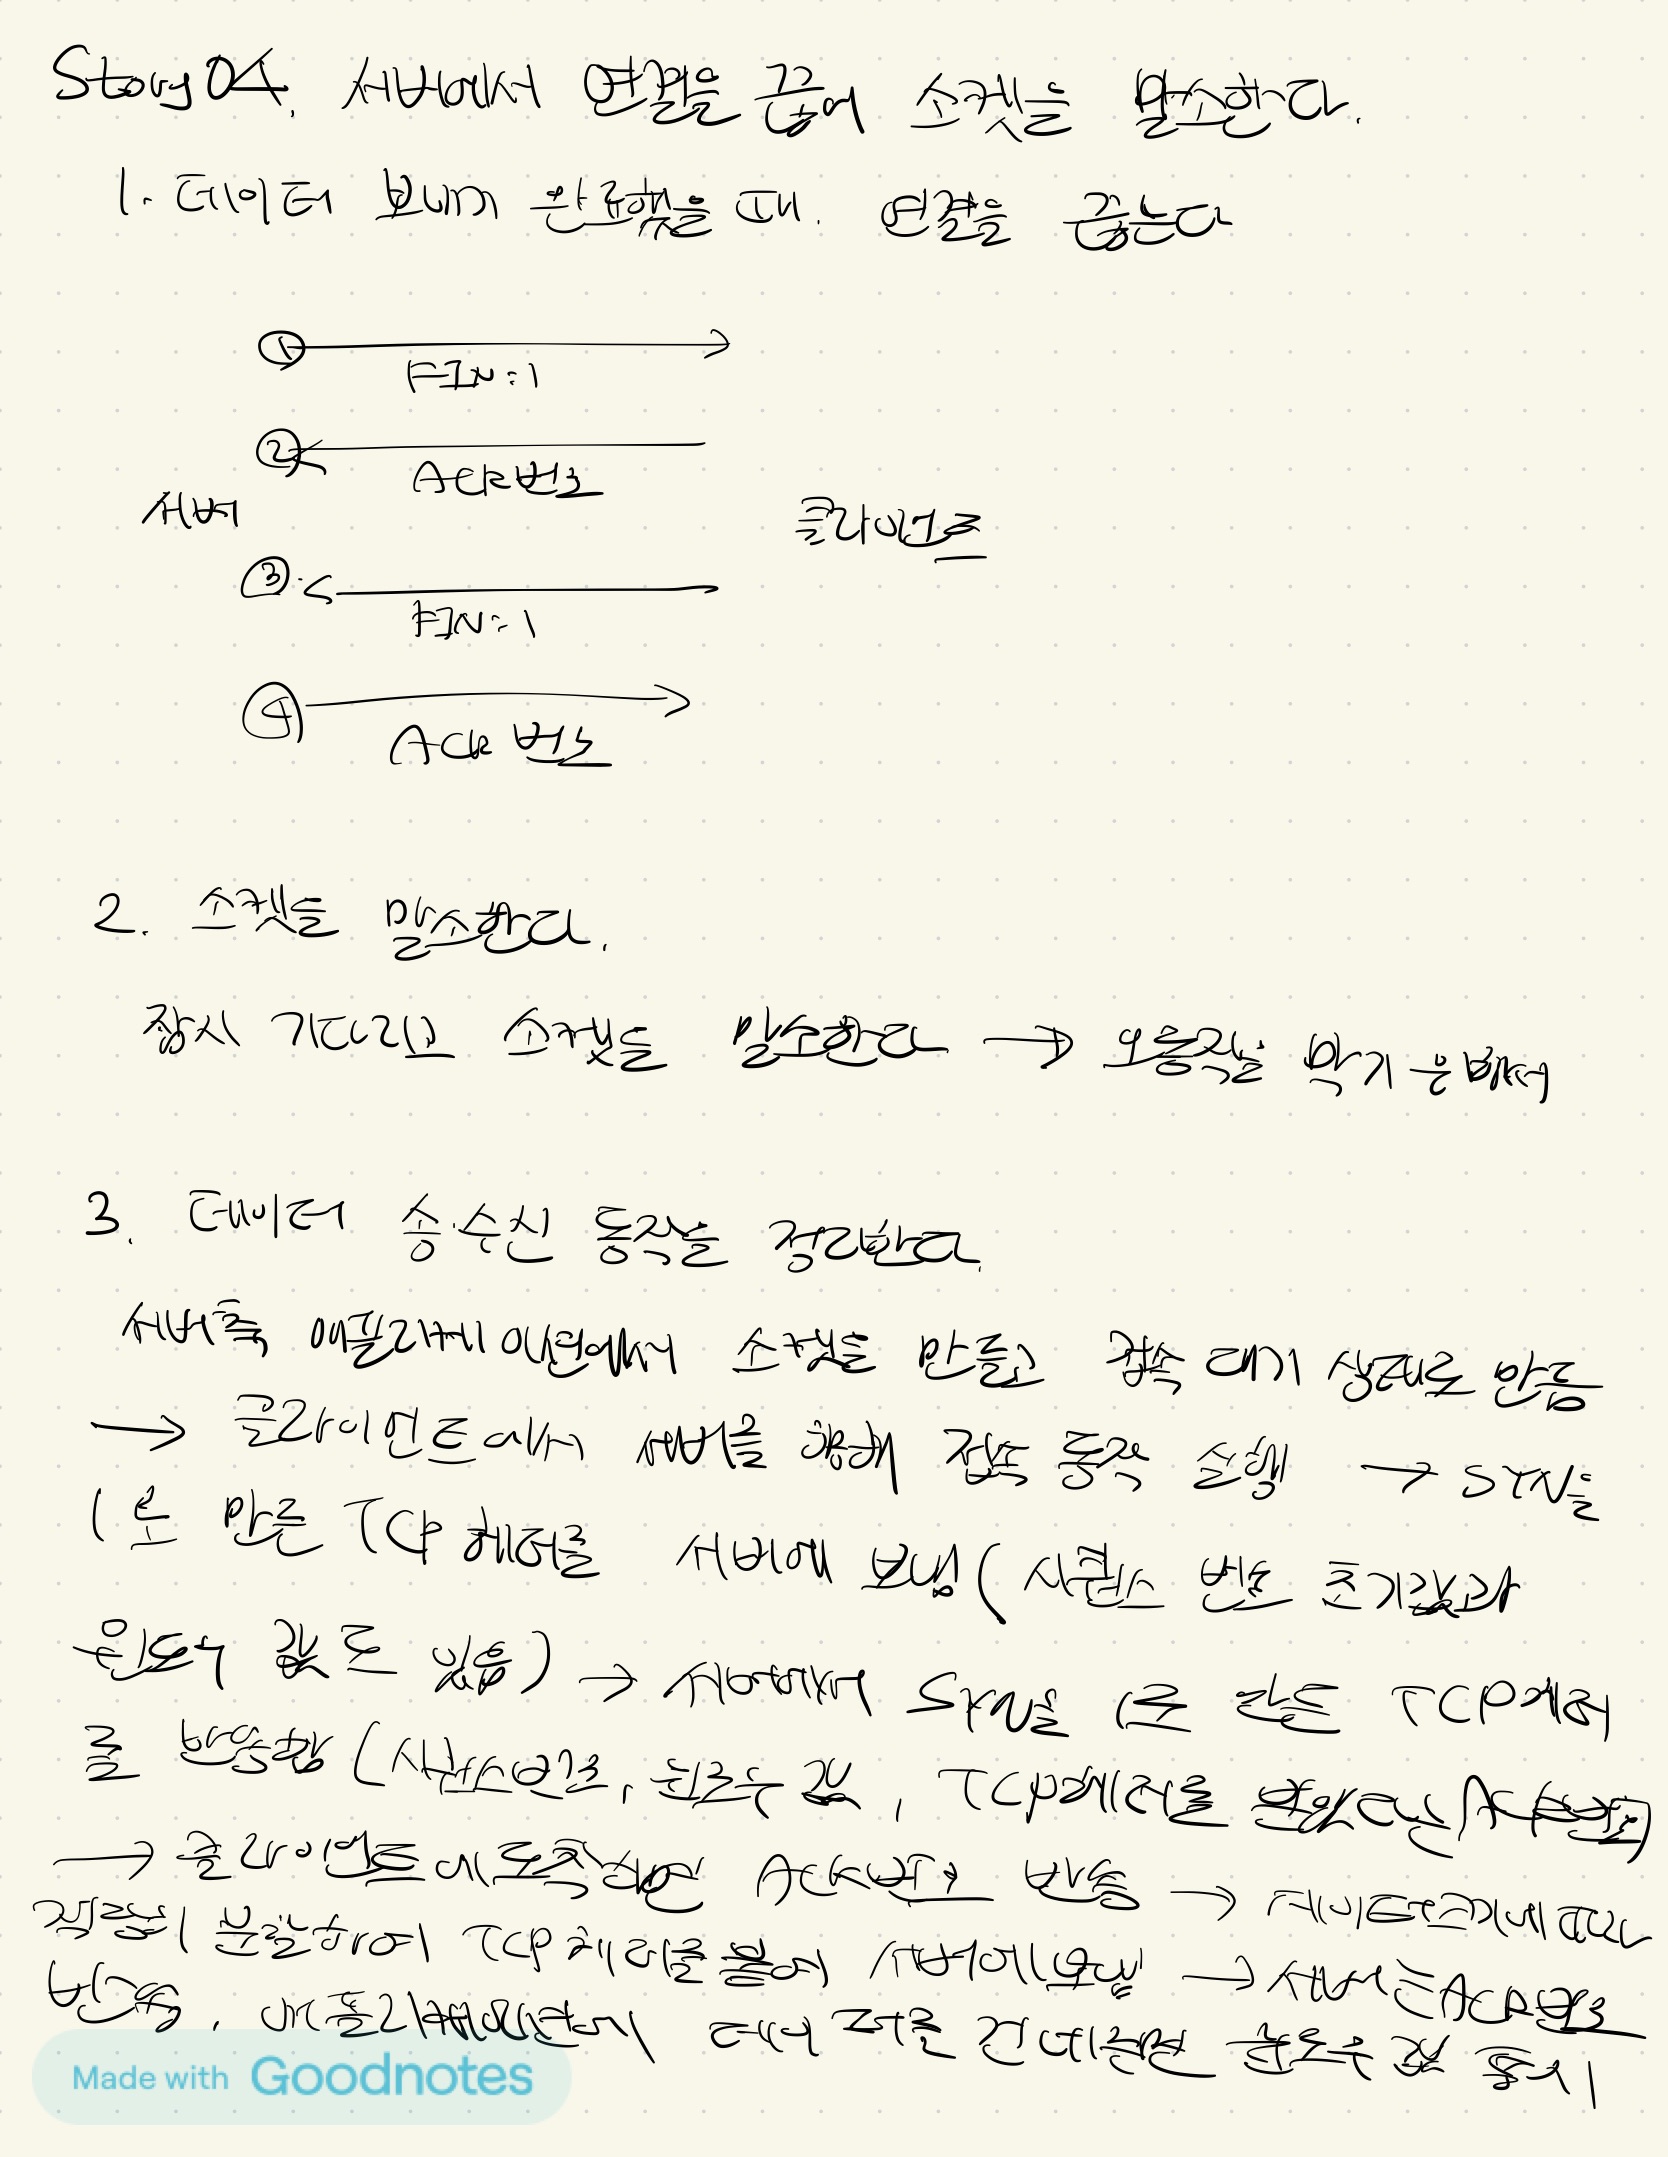 Story 04. 서버에서 연결을 끊어 소켓을 말소한다.
1. 데이터 보내기 완료했을 때. 연결을 끊는다
① FIN:1
② ACK번호
서버 클라이언트
③ FIN:1
④ ACK 번호
2. 소켓을 말소한다.
잠시 기다리고 소켓을 말소한다 → 오동작을 막기 위해서
3. 데이터 송수신 동작을 정리한다.
서버측 애플리케이션에서 소켓을 만들고 접속 대기 상태로 만듬
→ 클라이언트에서 서버를 향해 접속 동작 실행 → SYN을
1로 만든 TCP 헤더를 서버에 보냄 (시퀀스 번호 초기값과
윈도우 값도 있음) → 서버에서 SYN을 1로 만든 TCP헤더
를 반송함 (시퀀스번호, 윈도우 값, TCP헤더를 받았다는 ACK번호)
→ 클라이언트에 도착하면 ACK번호 반송 → 데이터 크기에 따라
적절히 분할하여 TCP헤더를 붙여 서버에 보냄 → 서버는 ACK번호
반송, 애플리케이션에 데이터를 건네주면 윈도우 값 통지
Made with Goodnotes